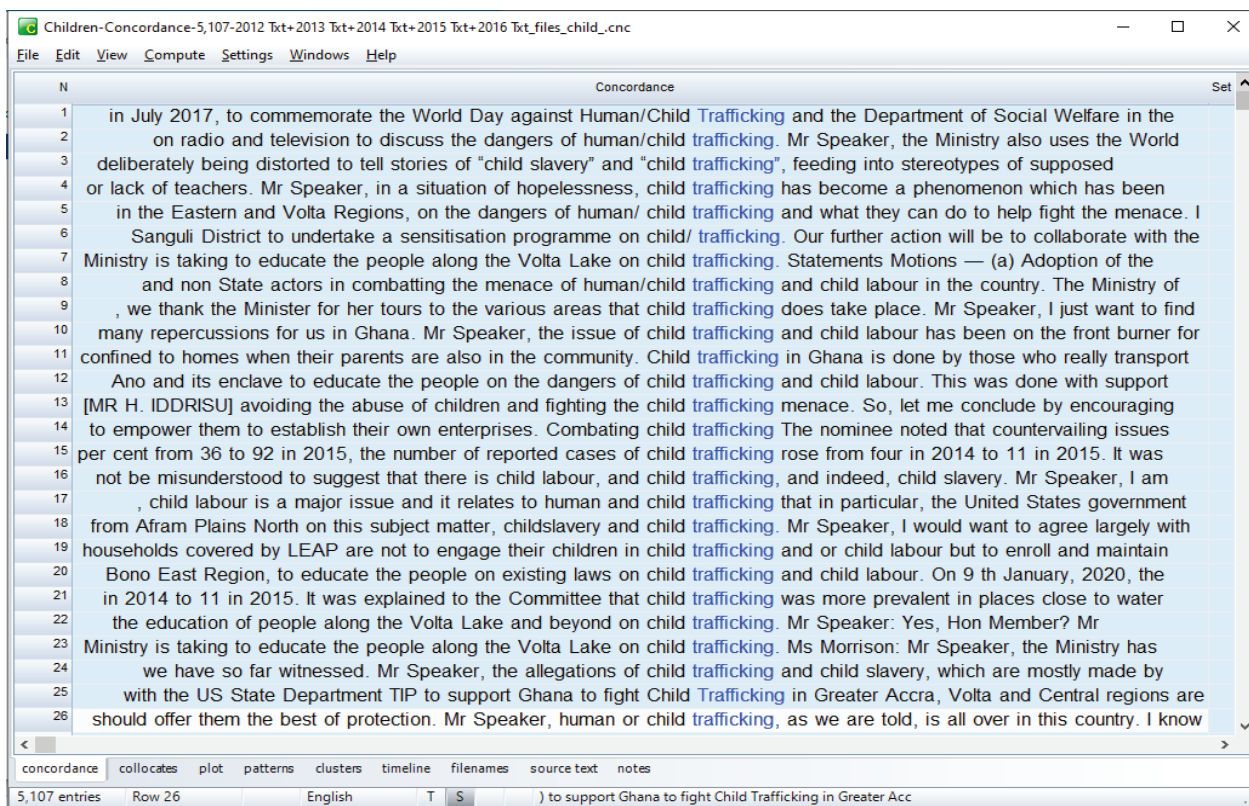 Children-Concordance-5,107-2012 Txt+2013 Txt+2014 Txt+2015 Txt+2016 Txt_files_child_.cnc
File Edit View Compute Settings Windows Help
N Concordance Set
1 in July 2017, to commemorate the World Day against Human/Child Trafficking and the Department of Social Welfare in the
2 on radio and television to discuss the dangers of human/child trafficking. Mr Speaker, the Ministry also uses the World
3 deliberately being distorted to tell stories of “child slavery” and “child trafficking”, feeding into stereotypes of supposed
4 or lack of teachers. Mr Speaker, in a situation of hopelessness, child trafficking has become a phenomenon which has been
5 in the Eastern and Volta Regions, on the dangers of human/ child trafficking and what they can do to help fight the menace. I
6 Sanguli District to undertake a sensitisation programme on child/ trafficking. Our further action will be to collaborate with the
7 Ministry is taking to educate the people along the Volta Lake on child trafficking. Statements Motions — (a) Adoption of the
8 and non State actors in combatting the menace of human/child trafficking and child labour in the country. The Ministry of
9 , we thank the Minister for her tours to the various areas that child trafficking does take place. Mr Speaker, I just want to find
10 many repercussions for us in Ghana. Mr Speaker, the issue of child trafficking and child labour has been on the front burner for
11 confined to homes when their parents are also in the community. Child trafficking in Ghana is done by those who really transport
12 Ano and its enclave to educate the people on the dangers of child trafficking and child labour. This was done with support
13 [MR H. IDDRISU] avoiding the abuse of children and fighting the child trafficking menace. So, let me conclude by encouraging
14 to empower them to establish their own enterprises. Combating child trafficking The nominee noted that countervailing issues
15 per cent from 36 to 92 in 2015, the number of reported cases of child trafficking rose from four in 2014 to 11 in 2015. It was
16 not be misunderstood to suggest that there is child labour, and child trafficking, and indeed, child slavery. Mr Speaker, I am
17 , child labour is a major issue and it relates to human and child trafficking that in particular, the United States government
18 from Afram Plains North on this subject matter, childslavery and child trafficking. Mr Speaker, I would want to agree largely with
19 households covered by LEAP are not to engage their children in child trafficking and or child labour but to enroll and maintain
20 Bono East Region, to educate the people on existing laws on child trafficking and child labour. On 9 th January, 2020, the
21 in 2014 to 11 in 2015. It was explained to the Committee that child trafficking was more prevalent in places close to water
22 the education of people along the Volta Lake and beyond on child trafficking. Mr Speaker: Yes, Hon Member? Mr
23 Ministry is taking to educate the people along the Volta Lake on child trafficking. Ms Morrison: Mr Speaker, the Ministry has
24 we have so far witnessed. Mr Speaker, the allegations of child trafficking and child slavery, which are mostly made by
25 with the US State Department TIP to support Ghana to fight Child Trafficking in Greater Accra, Volta and Central regions are
26 should offer them the best of protection. Mr Speaker, human or child trafficking, as we are told, is all over in this country. I know
concordance collocates plot patterns clusters timeline filenames source text notes
5,107 entries Row 26 English T S ) to support Ghana to fight Child Trafficking in Greater Acc